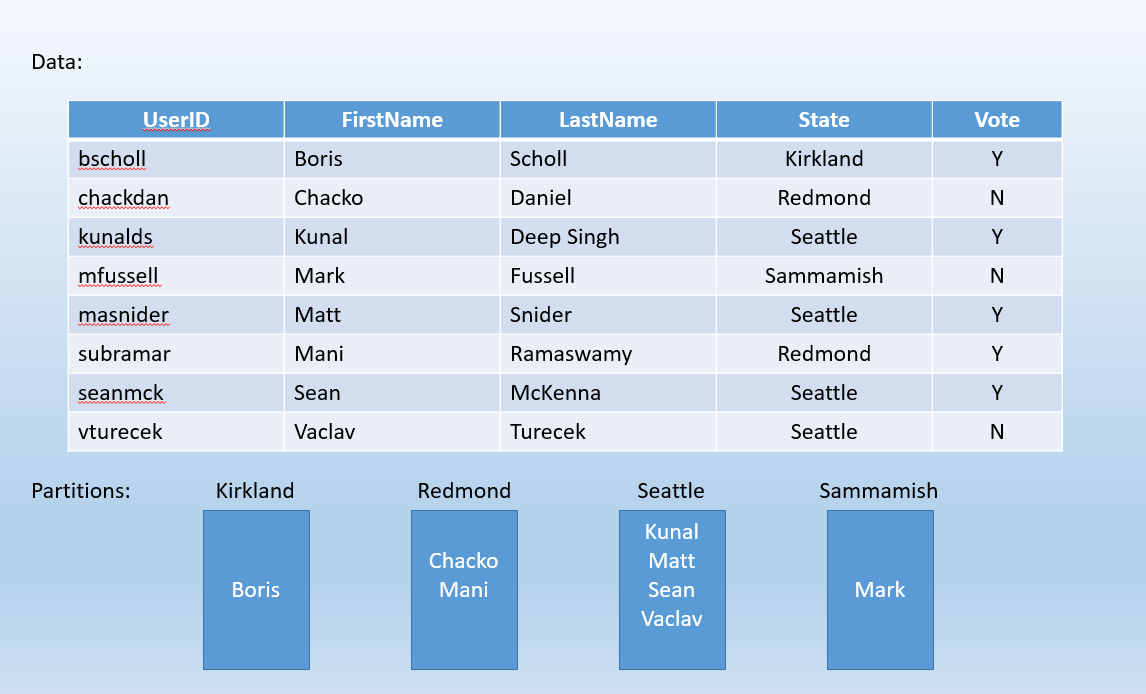 Data:
UserID FirstName LastName State Vote
bscholl Boris Scholl Kirkland Y
chackdan Chacko Daniel Redmond N
kunalds Kunal Deep Singh Seattle Y
mfussell Mark Fussell Sammamish N
masnider Matt Snider Seattle Y
subramar Mani Ramaswamy Redmond Y
seanmck Sean McKenna Seattle Y
vturecek Vaclav Turecek Seattle N
Partitions: Kirkland Redmond Seattle Sammamish
Boris
Chacko
Mani
Kunal
Matt
Sean
Vaclav
Mark